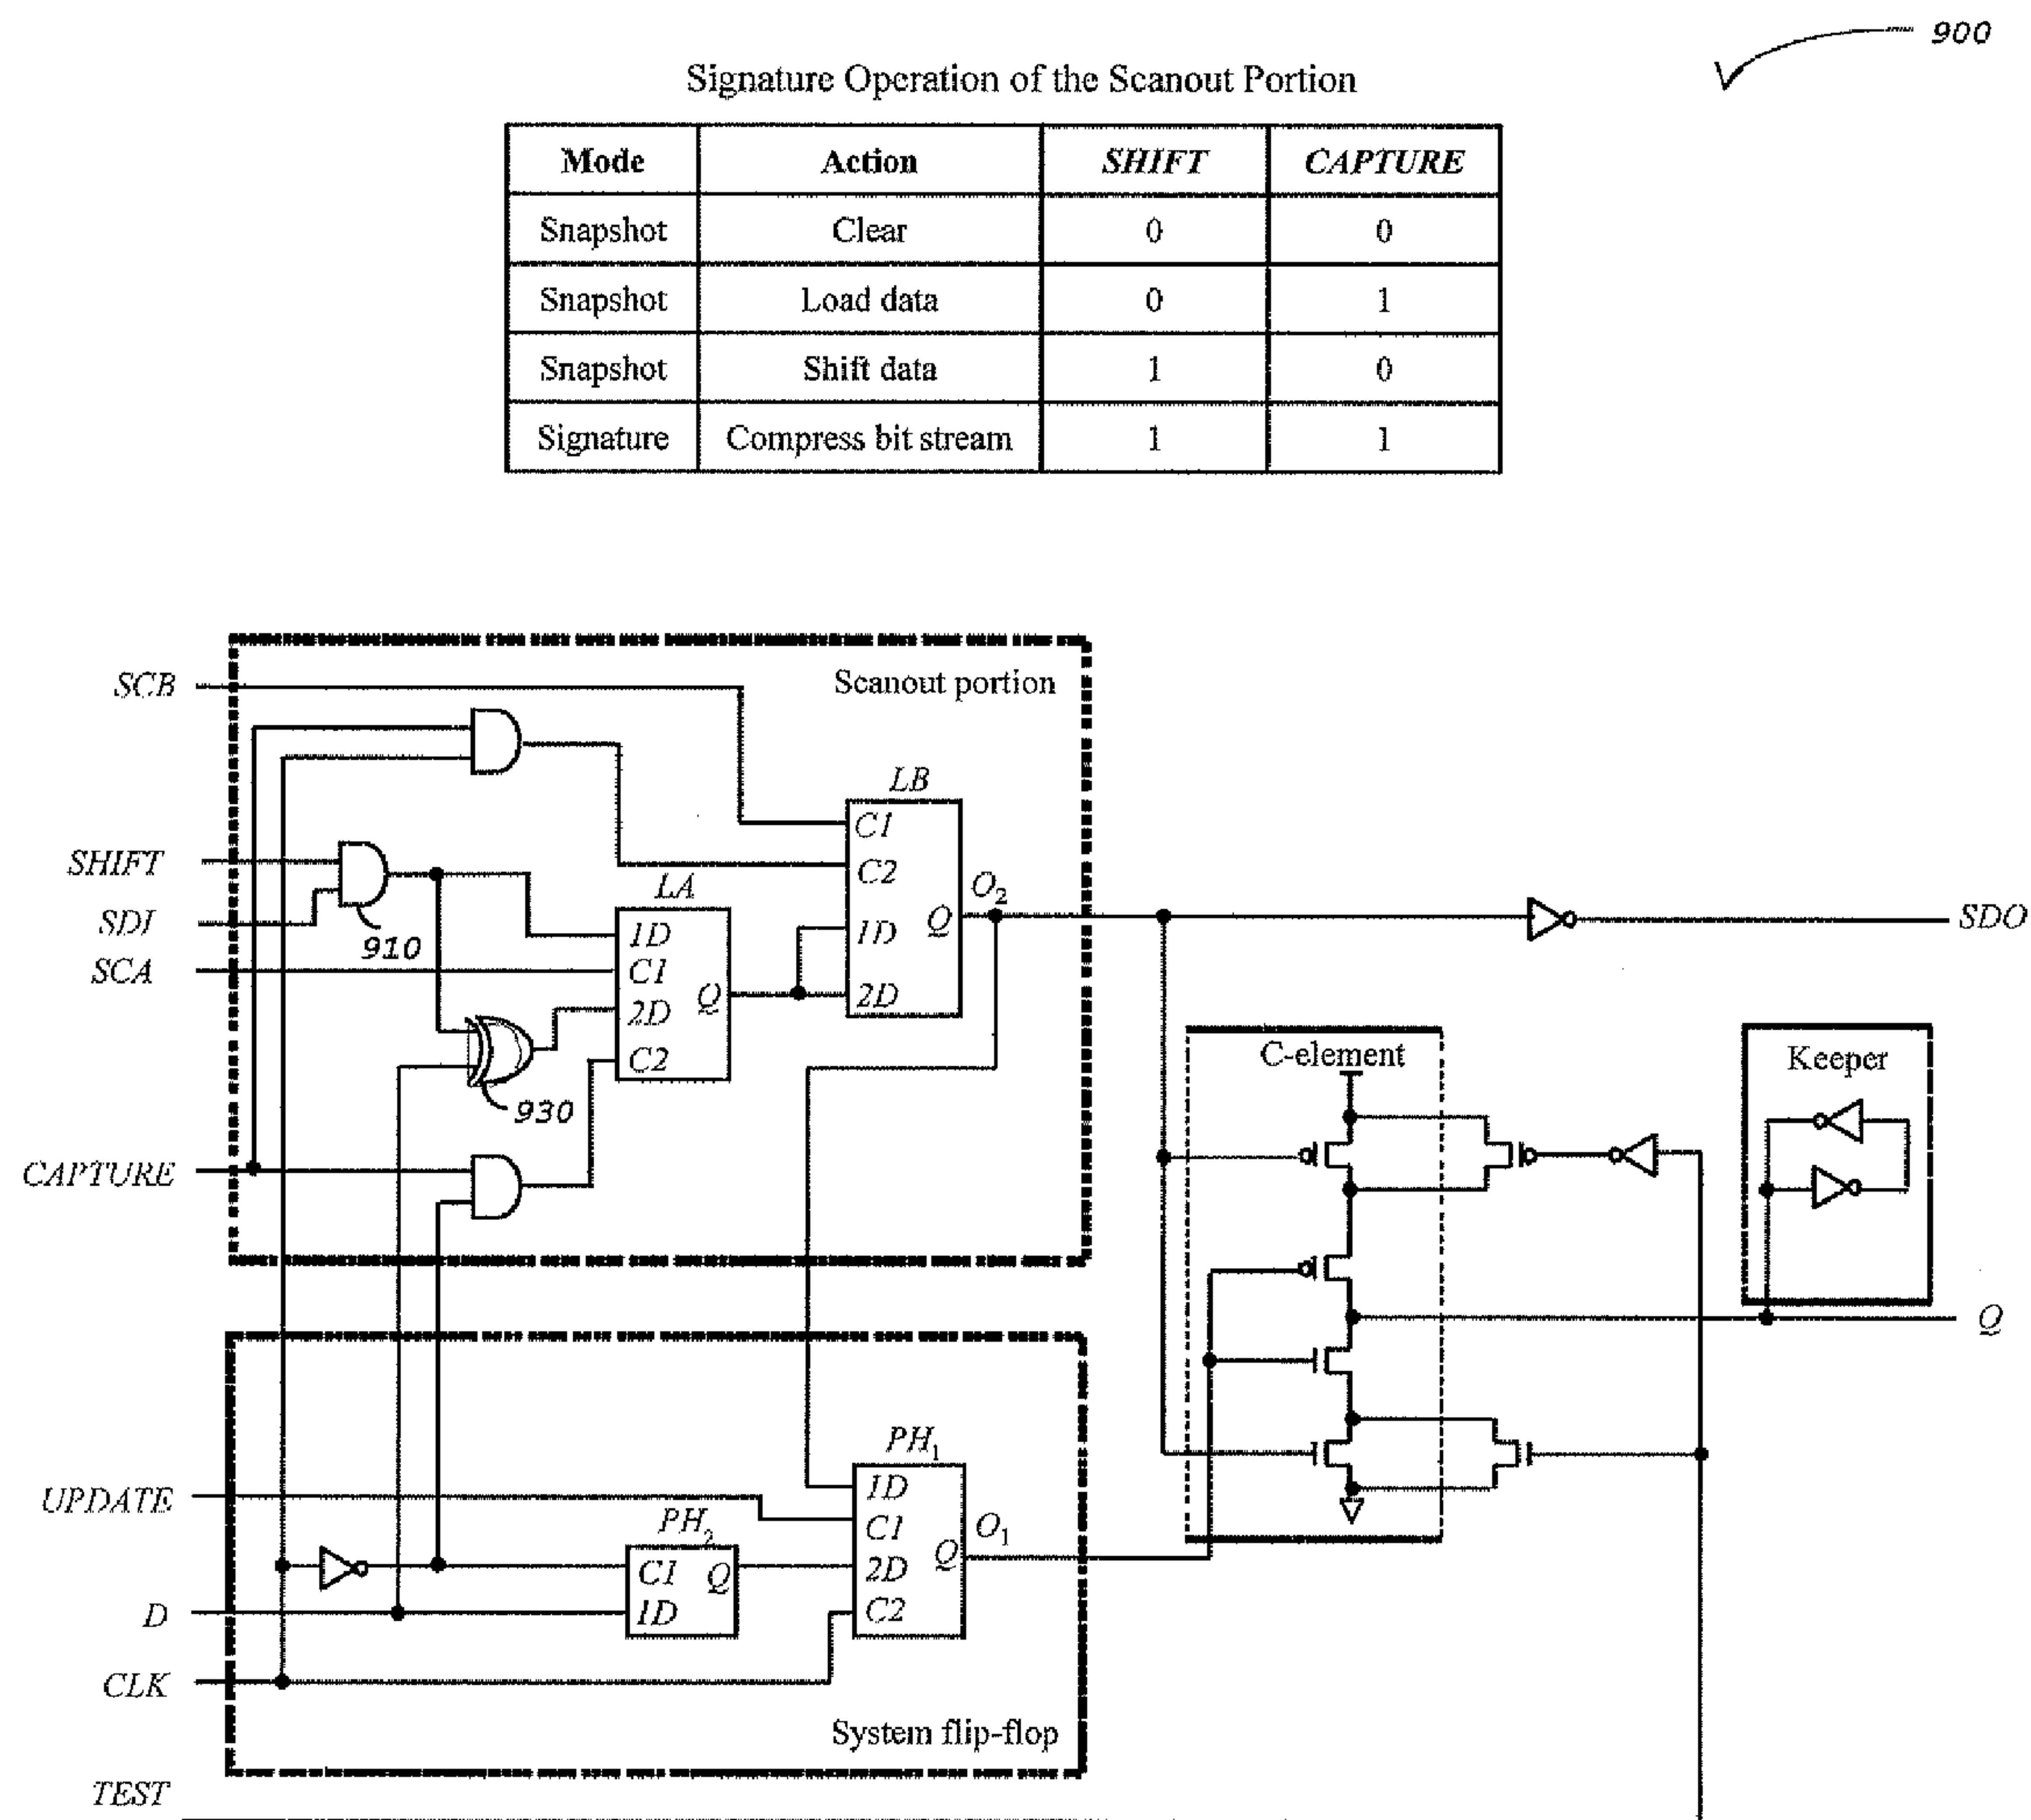 900
Signature Operation of the Scanout Portion
Mode Action SHIFT CAPTURE
Snapshot Clear 0 0
Snapshot Load data 0 1
Snapshot Shift data 1 0
Signature Compress bit stream 1 1
SCB
Scanout portion
LB
C1
SHIFT
C2
LA
O2
SDI
1D
1D
Q
SDO
910
SCA
C1
2D
Q
2D
C-element
Keeper
C2
930
CAPTURE
Q
PH1
UPDATE
1D
PH2
C1
O1
C1 Q
2D
Q
D
1D
C2
CLK
System flip-flop
TEST